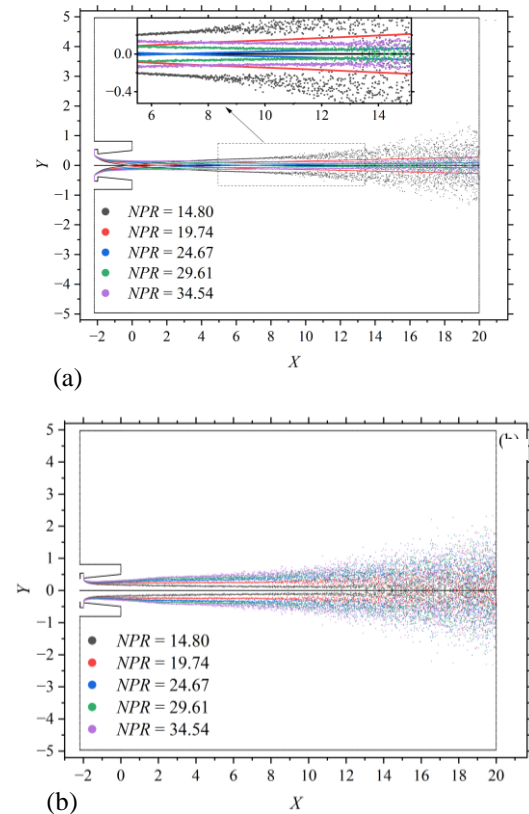 5
4
3
2
1
0
−1
−2
−3
−4
−5
Y
0.0
−0.4
6 8 10 12 14
NPR = 14.80
NPR = 19.74
NPR = 24.67
NPR = 29.61
NPR = 34.54
−2 0 2 4 6 8 10 12 14 16 18 20
X
(a)
5
4
3
2
1
0
−1
−2
−3
−4
−5
Y
NPR = 14.80
NPR = 19.74
NPR = 24.67
NPR = 29.61
NPR = 34.54
−2 0 2 4 6 8 10 12 14 16 18 20
X
(b)